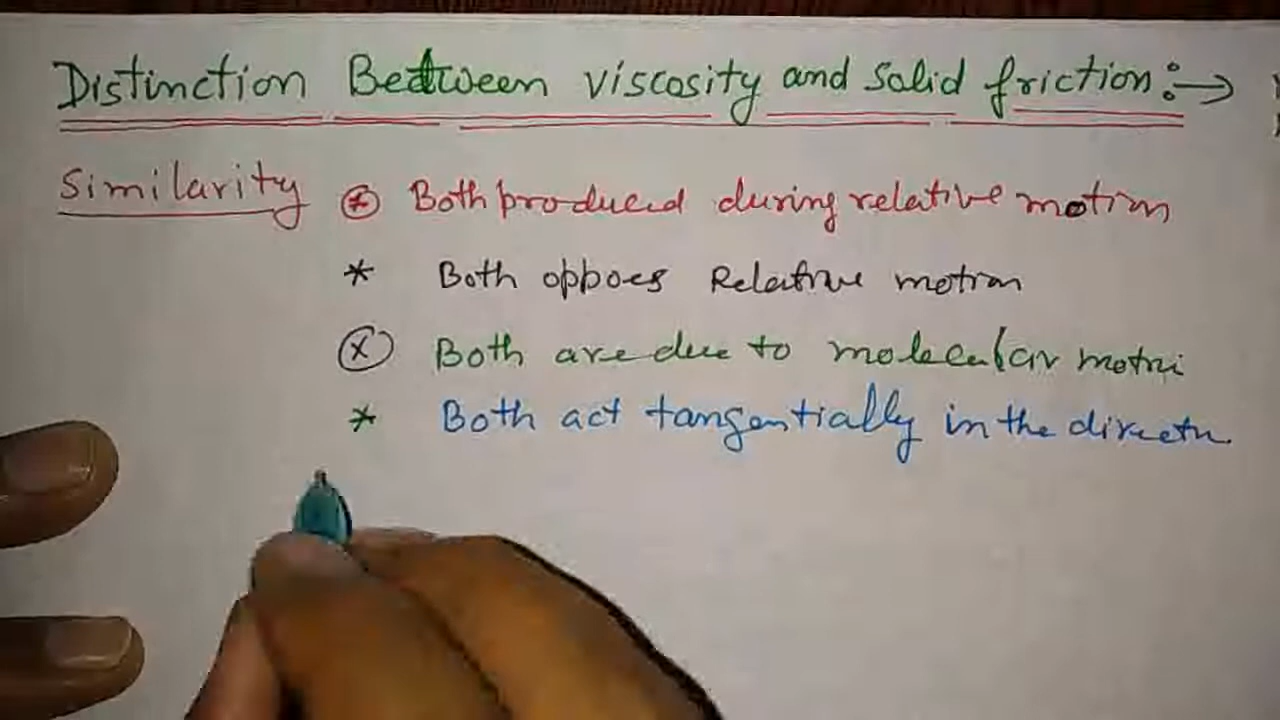 Distinction Between viscosity and Solid friction :→
Similarity * Both produced during relative motion
* Both oppoes Relative motion
x Both are due to molecular motri
* Both act tangentially in the directn.